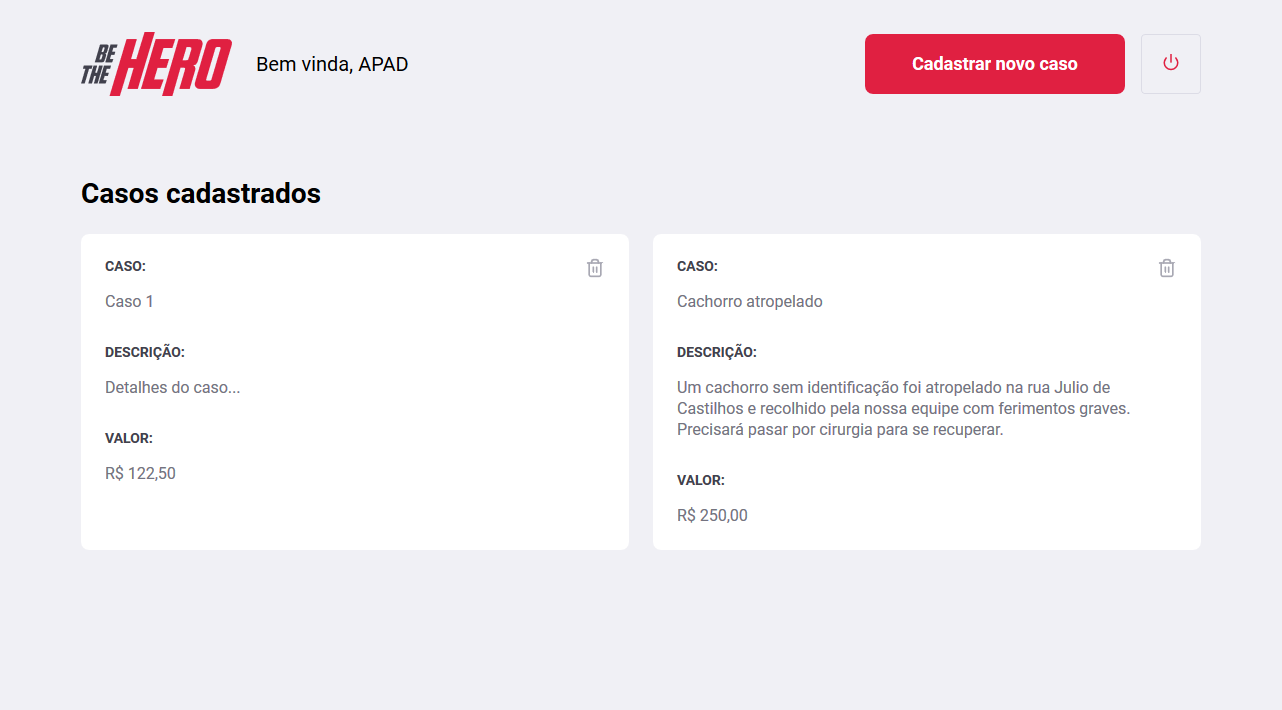 BE
THE
HERO
Bem vinda, APAD
Cadastrar novo caso
Casos cadastrados
CASO:
Caso 1
DESCRIÇÃO:
Detalhes do caso...
VALOR:
R$ 122,50
CASO:
Cachorro atropelado
DESCRIÇÃO:
Um cachorro sem identificação foi atropelado na rua Julio de
Castilhos e recolhido pela nossa equipe com ferimentos graves.
Precisará pasar por cirurgia para se recuperar.
VALOR:
R$ 250,00